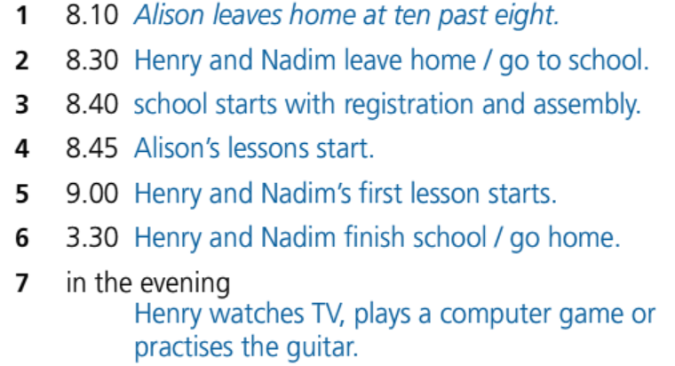 1 8.10 Alison leaves home at ten past eight.
2 8.30 Henry and Nadim leave home / go to school.
3 8.40 school starts with registration and assembly.
4 8.45 Alison’s lessons start.
5 9.00 Henry and Nadim’s first lesson starts.
6 3.30 Henry and Nadim finish school / go home.
7 in the evening
Henry watches TV, plays a computer game or
practises the guitar.